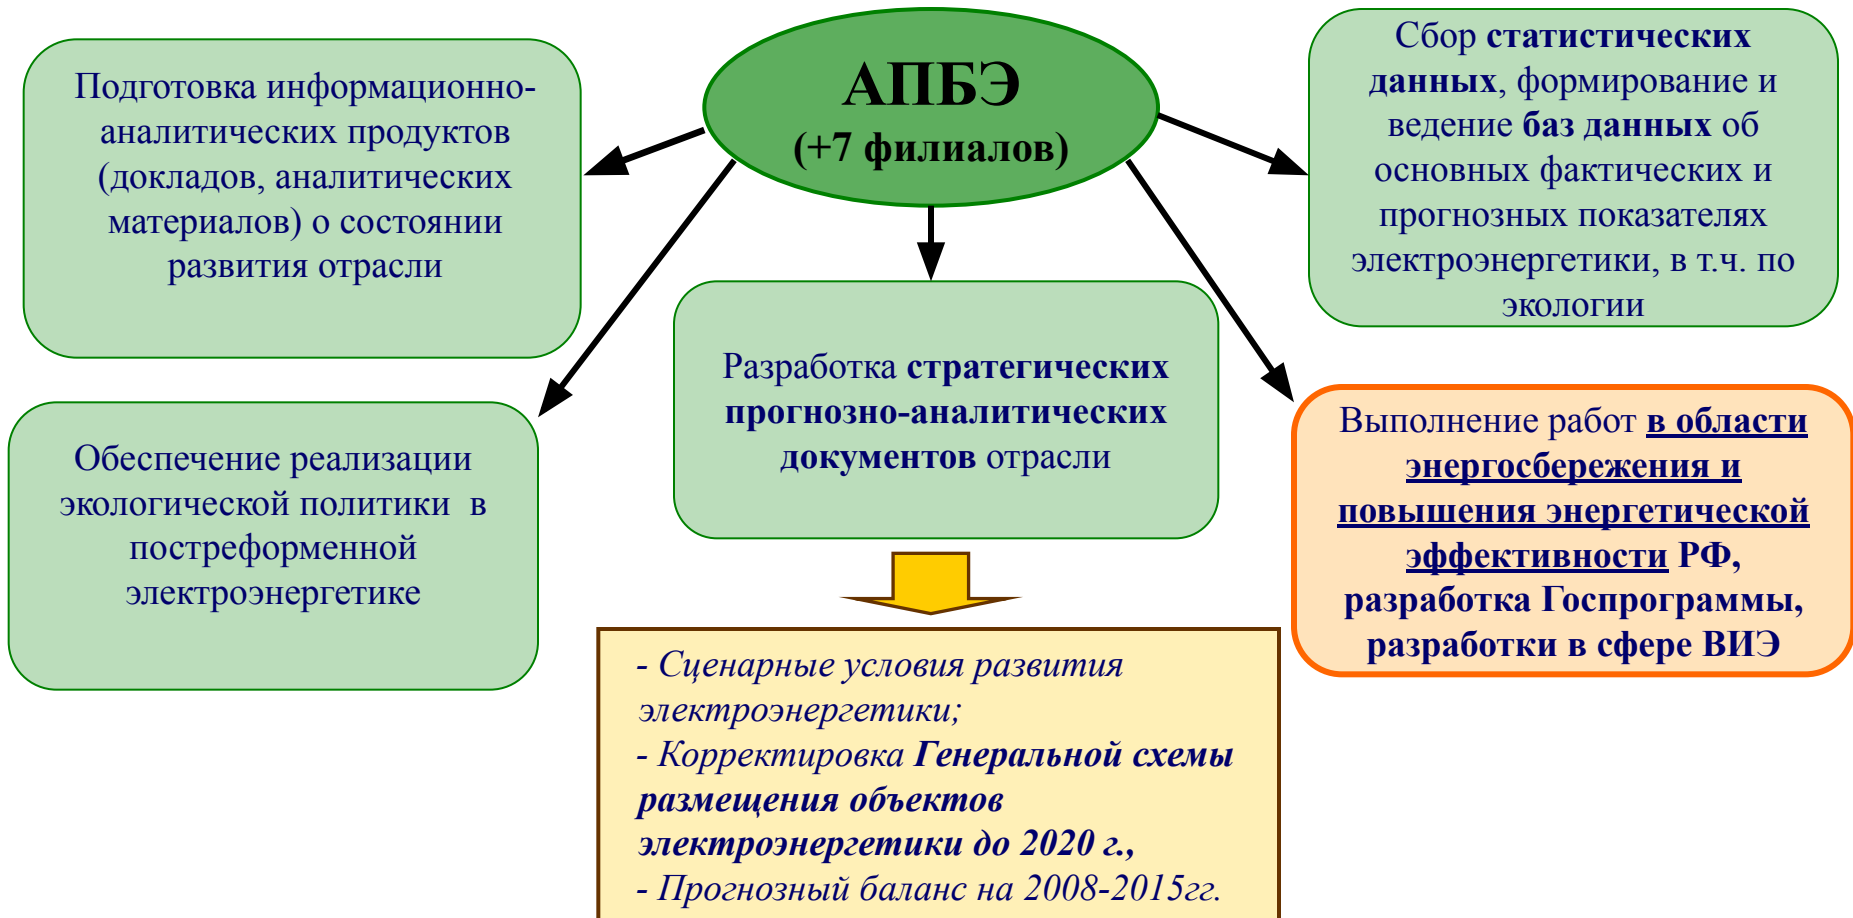 АПБЭ
(+7 филиалов)
Подготовка информационно-
аналитических продуктов
(докладов, аналитических
материалов) о состоянии
развития отрасли
Сбор статистических
данных, формирование и
ведение баз данных об
основных фактических и
прогнозных показателях
электроэнергетики, в т.ч. по
экологии
Обеспечение реализации
экологической политики в
постреформенной
электроэнергетике
Разработка стратегических
прогнозно-аналитических
документов отрасли
Выполнение работ в области
энергосбережения и
повышения энергетической
эффективности РФ,
разработка Госпрограммы,
разработки в сфере ВИЭ
- Сценарные условия развития
электроэнергетики;
- Корректировка Генеральной схемы
размещения объектов
электроэнергетики до 2020 г.,
- Прогнозный баланс на 2008-2015гг.